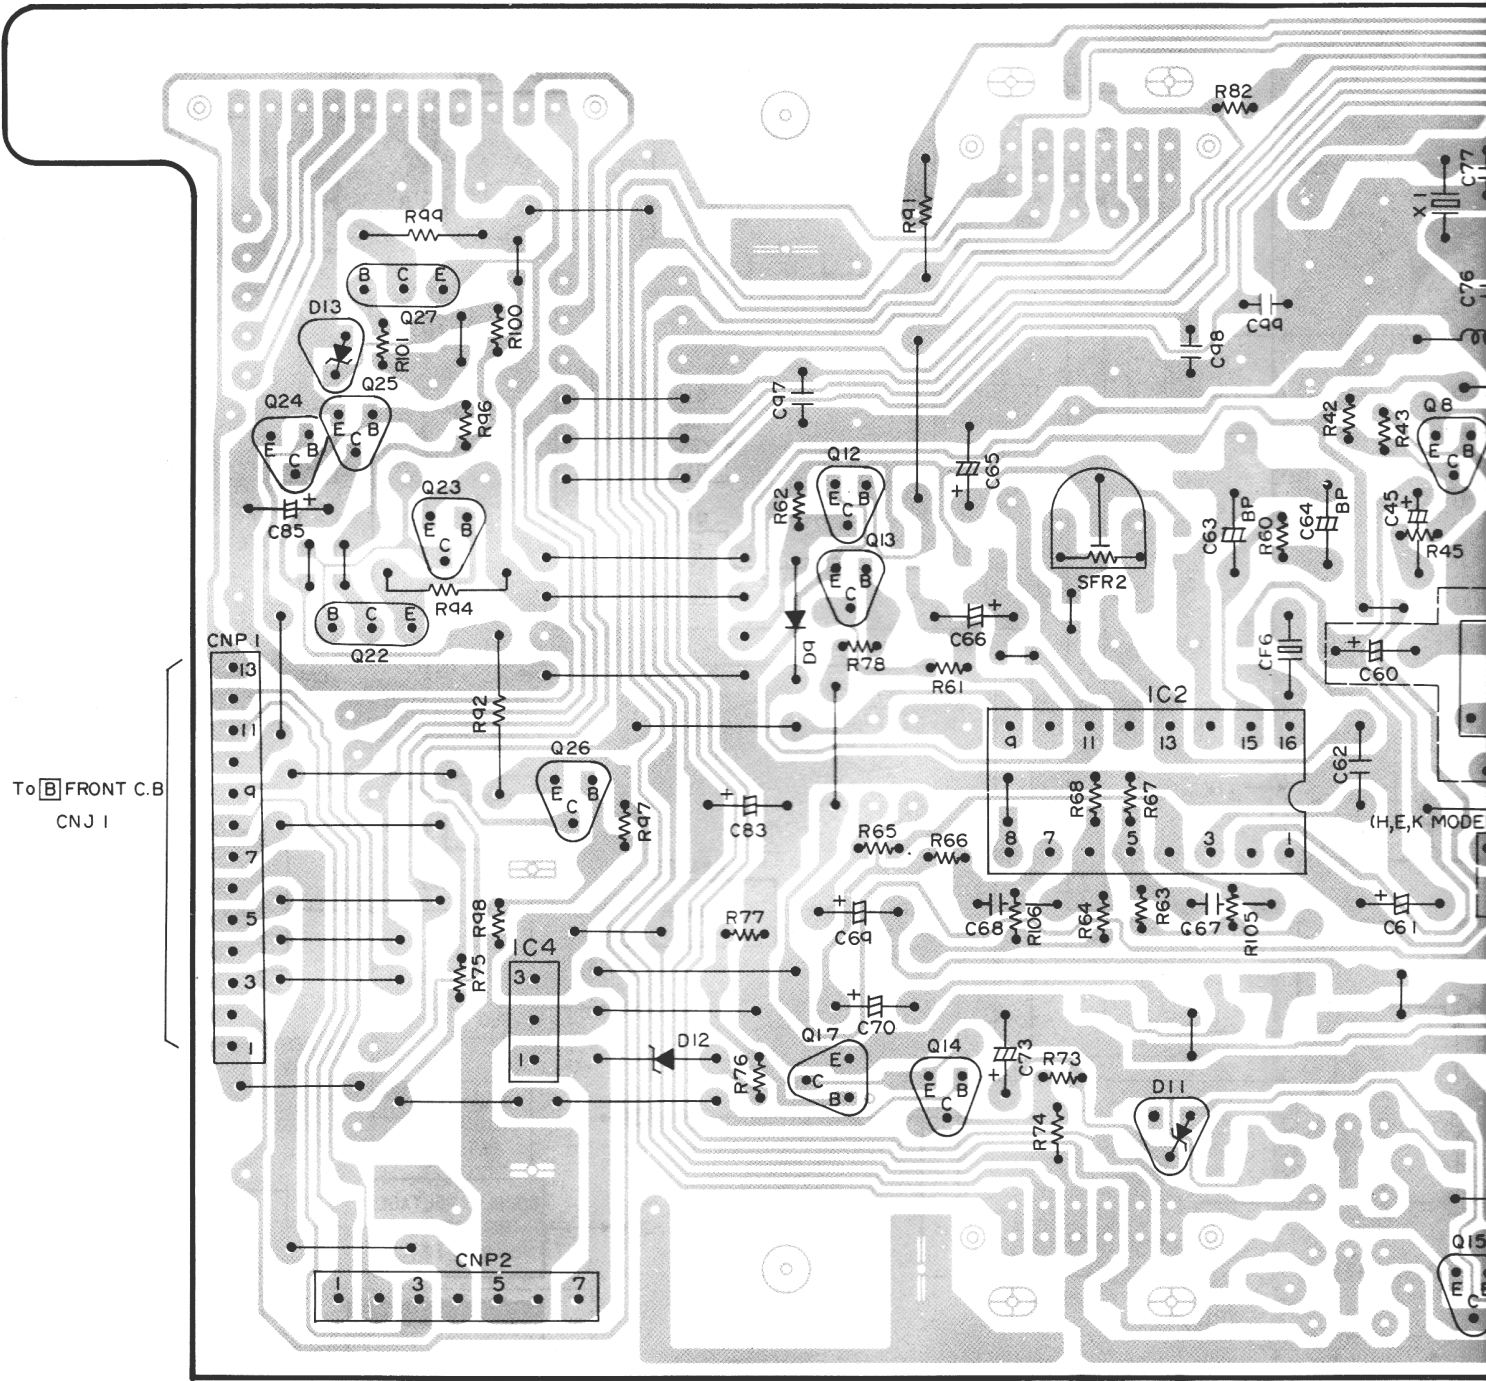 R82
C77
R99
R91
X1
B C E
Q27
D13
R100
C76
C99
R101
C98
Q25
Q24
E B
C
E B
C
R96
C97
R42
R43
Q8
E B
C
Q12
E B
C
C65
+
R62
Q23
E B
C
+
C85
Q13
E B
C
SFR2
C63
BP
R60
C64
BP
C45
+
R45
R94
B C E
Q22
D9
R78
+
C66
R61
CF6
+
C60
CNP1
13
11
9
7
5
3
1
To B FRONT C.B
CNJ 1
R92
Q26
E B
C
R97
+
C83
IC2
9 11 13 15 16
R68
R67
8 7 5 3 1
C62
(H,E,K MODE
R65
R66
R98
R75
IC4
3
1
R77
+
C69
C68
R106
R64
R63
C67
R105
+
C61
+
C70
D12
R76
Q17
E
C
B
Q14
E B
C
C73
+
R73
R74
D11
CNP2
1 3 5 7
Q15
E
C